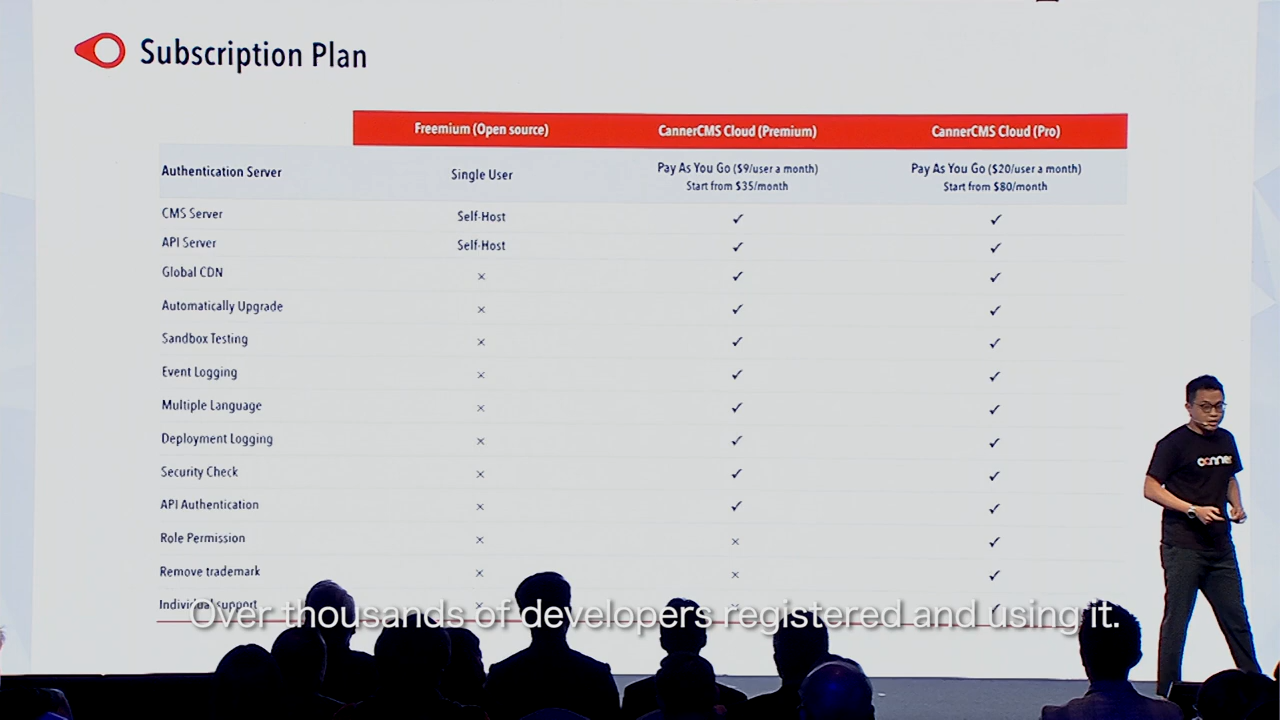 Subscription Plan
Freemium (Open source) CannerCMS Cloud (Premium) CannerCMS Cloud (Pro)
Authentication Server Single User Pay As You Go ($9/user a month) Pay As You Go ($20/user a month)
Start from $35/month Start from $80/month
CMS Server Self-Host ✓ ✓
API Server Self-Host ✓ ✓
Global CDN × ✓ ✓
Automatically Upgrade × ✓ ✓
Sandbox Testing × ✓ ✓
Event Logging × ✓ ✓
Multiple Language × ✓ ✓
Deployment Logging × ✓ ✓
Security Check × ✓ ✓
API Authentication × ✓ ✓
Role Permission × × ✓
Remove trademark × × ✓
Individual support × × ✓
Over thousands of developers registered and using it.
canner